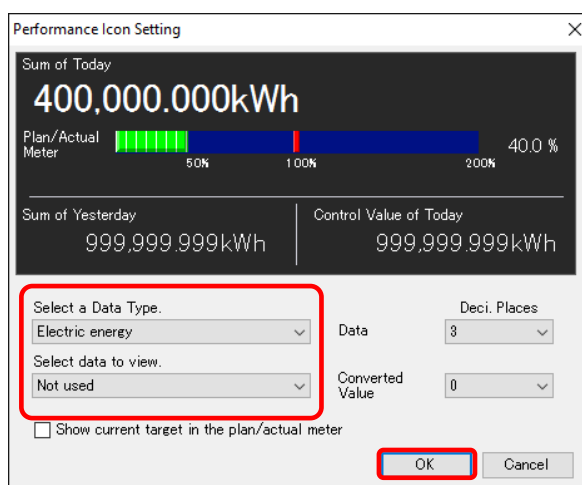 Performance Icon Setting
Sum of Today
400,000.000kWh
Plan/Actual
Meter
40.0 %
50% 100% 200%
Sum of Yesterday
999,999.999kWh
Control Value of Today
999,999.999kWh
Select a Data Type.
Electric energy
Select data to view.
Not used
Deci. Places
Data 3
Converted
Value
0
Show current target in the plan/actual meter
OK Cancel